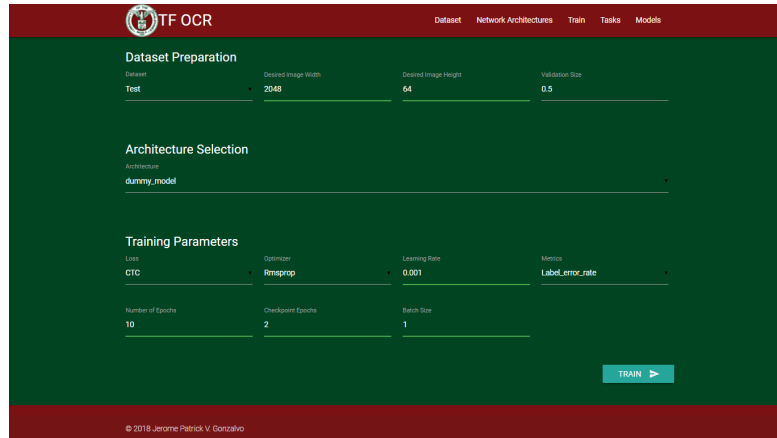 TF OCR
Dataset Network Architectures Train Tasks Models
Dataset Preparation
Dataset Desired Image Width Desired Image Height Validation Size
Test 2048 64 0.5
Architecture Selection
Architecture
dummy_model
Training Parameters
Loss Optimizer Learning Rate Metrics
CTC Rmsprop 0.001 Label_error_rate
Number of Epochs Checkpoint Epochs Batch Size
10 2 1
TRAIN
© 2018 Jerome Patrick V. Gonzalvo